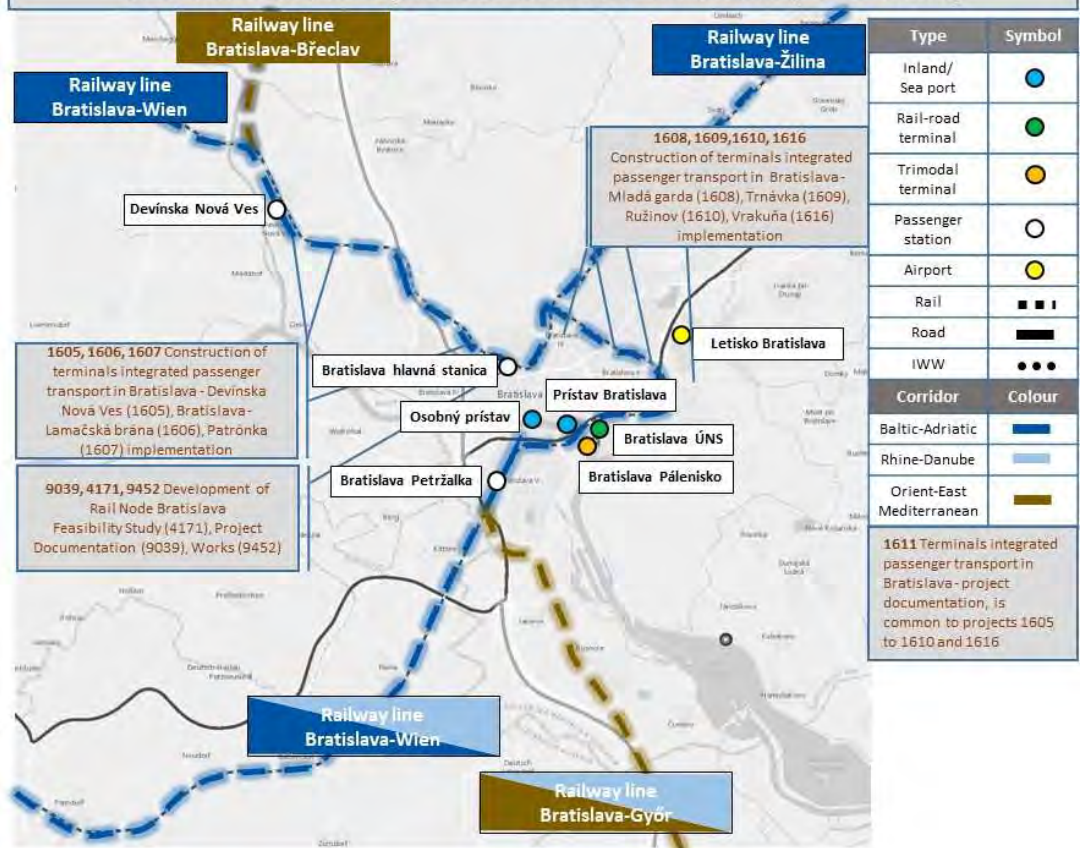 Railway line
Bratislava-Břeclav
Railway line
Bratislava-Žilina
Railway line
Bratislava-Wien
1608, 1609,1610, 1616
Construction of terminals integrated
passenger transport in Bratislava-
Mladá garda (1608), Trnávka (1609),
Ružinov (1610), Vrakuňa (1616)
implementation
Devínska Nová Ves
Letisko Bratislava
Bratislava hlavná stanica
Prístav Bratislava
Osobný prístav
Bratislava ÚNS
Bratislava Pálenisko
Bratislava Petržalka
Bratislava
1605, 1606, 1607 Construction of
terminals integrated passenger
transport in Bratislava - Devínska
Nová Ves (1605), Bratislava-
Lamačská brána (1606), Patrónka
(1607) implementation
9039, 4171, 9452 Development of
Rail Node Bratislava
Feasibility Study (4171), Project
Documentation (9039), Works (9452)
Railway line
Bratislava-Wien
Railway line
Bratislava-Győr
Type Symbol
Inland/
Sea port
Rail-road
terminal
Trimodal
terminal
Passenger
station
Airport
Rail
Road
IWW
Corridor Colour
Baltic-Adriatic
Rhine-Danube
Orient-East
Mediterranean
1611 Terminals integrated
passenger transport in
Bratislava - project
documentation, is
common to projects 1605
to 1610 and 1616